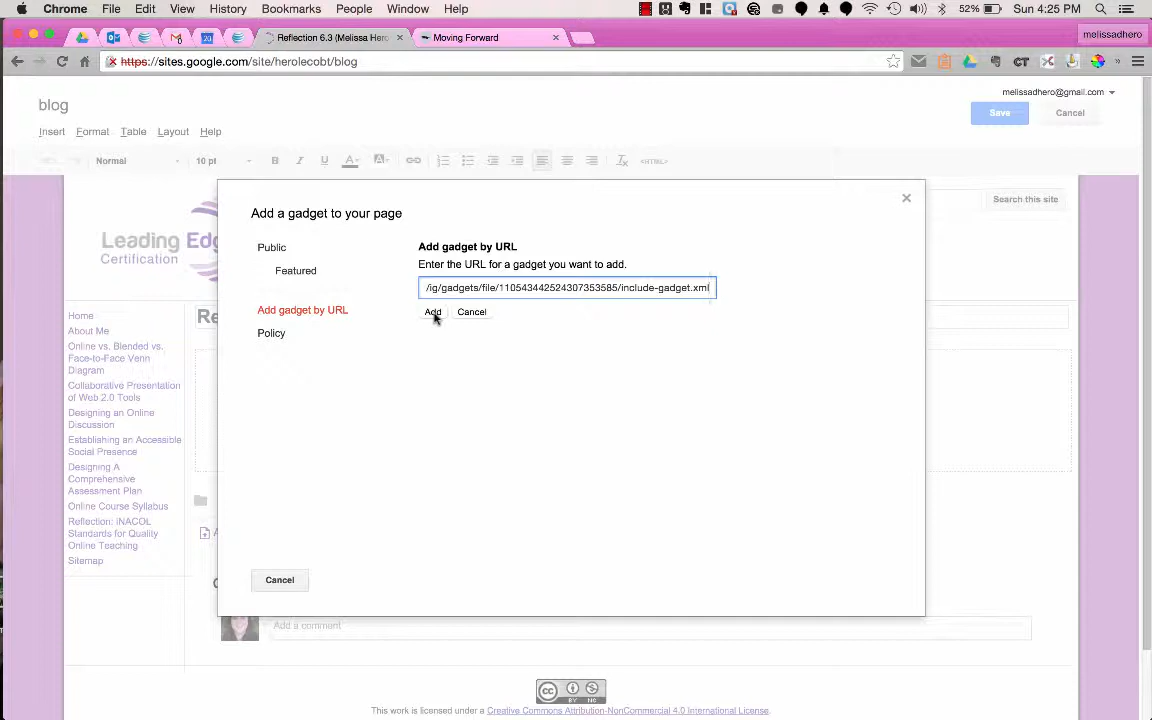 Chrome File Edit View History Bookmarks People Window Help 52% Sun 4:25 PM
Reflection 6.3 (Melissa Hero Moving Forward melissadhero
https://sites.google.com/site/herolecobt/blog
melissadhero@gmail.com
blog
Save Cancel
Insert Format Table Layout Help
Normal 10 pt B I U A A <HTML>
Search this site
Leading Edg
Certification
Add a gadget to your page
Public
Featured
Add gadget by URL
Policy
Add gadget by URL
Enter the URL for a gadget you want to add.
/ig/gadgets/file/110543442524307353585/include-gadget.xml
Add Cancel
Cancel
Home
About Me
Online vs. Blended vs.
Face-to-Face Venn
Diagram
Collaborative Presentation
of Web 2.0 Tools
Designing an Online
Discussion
Establishing an Accessible
Social Presence
Designing A
Comprehensive
Assessment Plan
Online Course Syllabus
Reflection: iNACOL
Standards for Quality
Online Teaching
Sitemap
Re
Add a comment
This work is licensed under a Creative Commons Attribution-NonCommercial 4.0 International License.